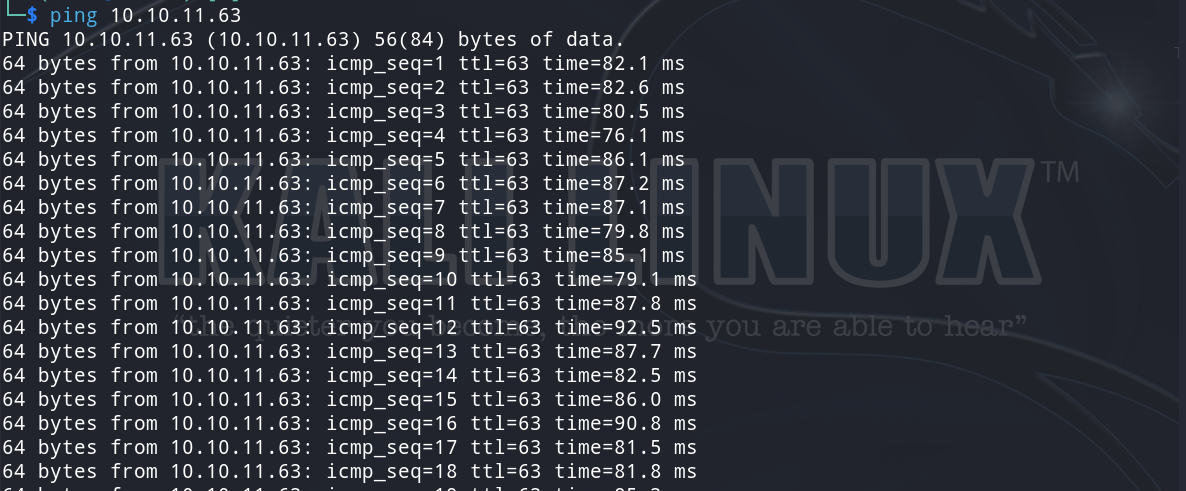 └─$ ping 10.10.11.63
PING 10.10.11.63 (10.10.11.63) 56(84) bytes of data.
64 bytes from 10.10.11.63: icmp_seq=1 ttl=63 time=82.1 ms
64 bytes from 10.10.11.63: icmp_seq=2 ttl=63 time=82.6 ms
64 bytes from 10.10.11.63: icmp_seq=3 ttl=63 time=80.5 ms
64 bytes from 10.10.11.63: icmp_seq=4 ttl=63 time=76.1 ms
64 bytes from 10.10.11.63: icmp_seq=5 ttl=63 time=86.1 ms
64 bytes from 10.10.11.63: icmp_seq=6 ttl=63 time=87.2 ms
64 bytes from 10.10.11.63: icmp_seq=7 ttl=63 time=87.1 ms
64 bytes from 10.10.11.63: icmp_seq=8 ttl=63 time=79.8 ms
64 bytes from 10.10.11.63: icmp_seq=9 ttl=63 time=85.1 ms
64 bytes from 10.10.11.63: icmp_seq=10 ttl=63 time=79.1 ms
64 bytes from 10.10.11.63: icmp_seq=11 ttl=63 time=87.8 ms
64 bytes from 10.10.11.63: icmp_seq=12 ttl=63 time=92.5 ms
64 bytes from 10.10.11.63: icmp_seq=13 ttl=63 time=87.7 ms
64 bytes from 10.10.11.63: icmp_seq=14 ttl=63 time=82.5 ms
64 bytes from 10.10.11.63: icmp_seq=15 ttl=63 time=86.0 ms
64 bytes from 10.10.11.63: icmp_seq=16 ttl=63 time=90.8 ms
64 bytes from 10.10.11.63: icmp_seq=17 ttl=63 time=81.5 ms
64 bytes from 10.10.11.63: icmp_seq=18 ttl=63 time=81.8 ms
KALI LINUX™
“the quieter you become, the more you are able to hear”